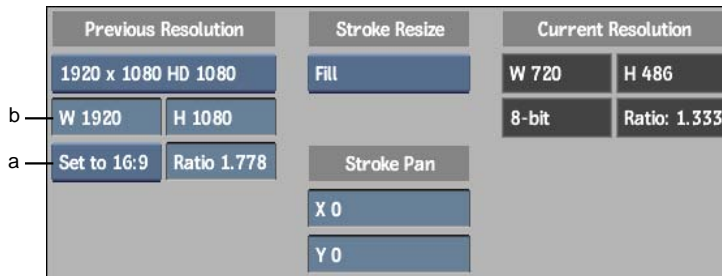 Previous Resolution
1920 x 1080 HD 1080
b
W 1920
H 1080
a
Set to 16:9
Ratio 1.778
Stroke Resize
Fill
Stroke Pan
X 0
Y 0
Current Resolution
W 720
H 486
8-bit
Ratio: 1.333